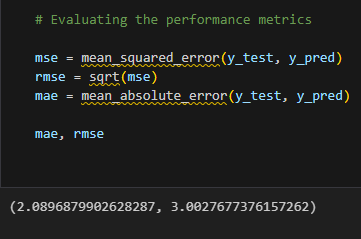 # Evaluating the performance metrics
mse = mean_squared_error(y_test, y_pred)
rmse = sqrt(mse)
mae = mean_absolute_error(y_test, y_pred)
mae, rmse
(2.0896879902628287, 3.0027677376157262)